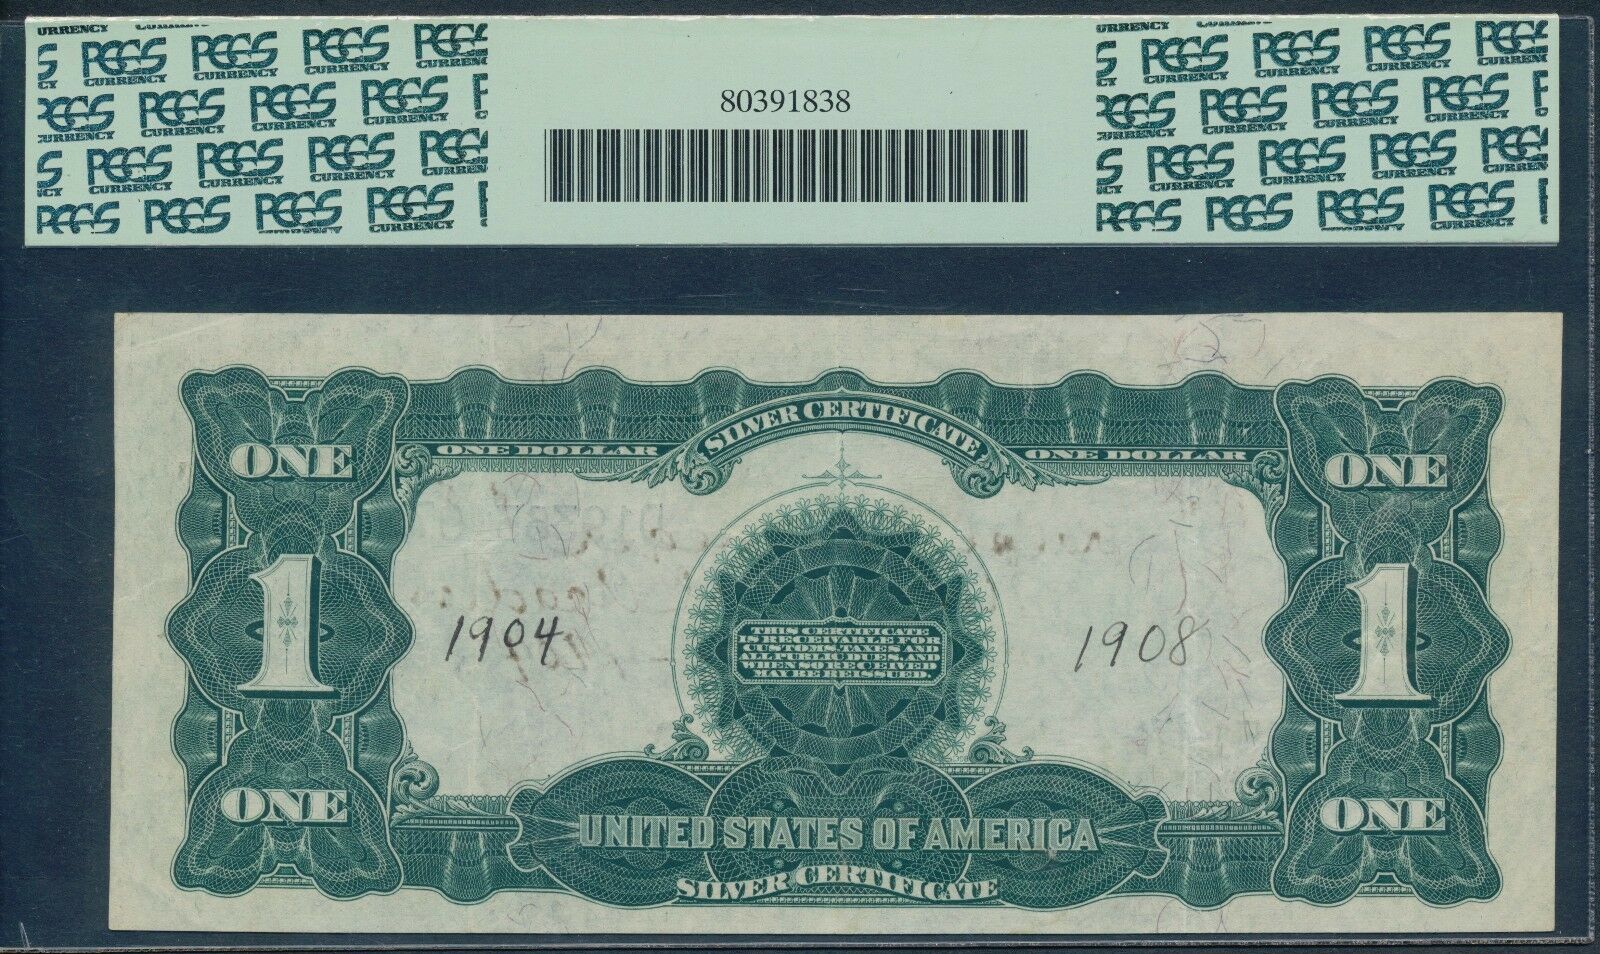 PCGS CURRENCY
80391838
SILVER CERTIFICATE
ONE ONE DOLLAR ONE DOLLAR ONE
1 1
THIS CERTIFICATE
IS RECEIVABLE FOR
CUSTOMS, TAXES AND
ALL PUBLIC DUES, AND
WHEN SO RECEIVED
MAY BE REISSUED.
1904 1908
ONE ONE
UNITED STATES OF AMERICA
SILVER CERTIFICATE